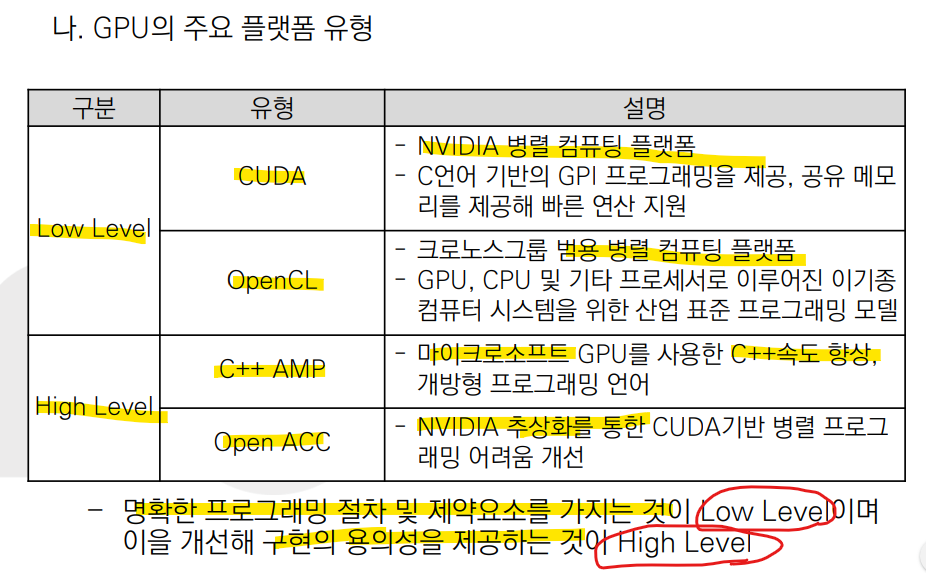 나. GPU의 주요 플랫폼 유형
구분 유형 설명
Low Level
CUDA
- NVIDIA 병렬 컴퓨팅 플랫폼
- C언어 기반의 GPI 프로그래밍을 제공, 공유 메모
리를 제공해 빠른 연산 지원
OpenCL
- 크로노스그룹 범용 병렬 컴퓨팅 플랫폼
- GPU, CPU 및 기타 프로세서로 이루어진 이기종
컴퓨터 시스템을 위한 산업 표준 프로그래밍 모델
High Level
C++ AMP
- 마이크로소프트 GPU를 사용한 C++속도 향상,
개방형 프로그래밍 언어
Open ACC
- NVIDIA 추상화를 통한 CUDA기반 병렬 프로그
래밍 어려움 개선
- 명확한 프로그래밍 절차 및 제약요소를 가지는 것이 Low Level이며
이을 개선해 구현의 용의성을 제공하는 것이 High Level